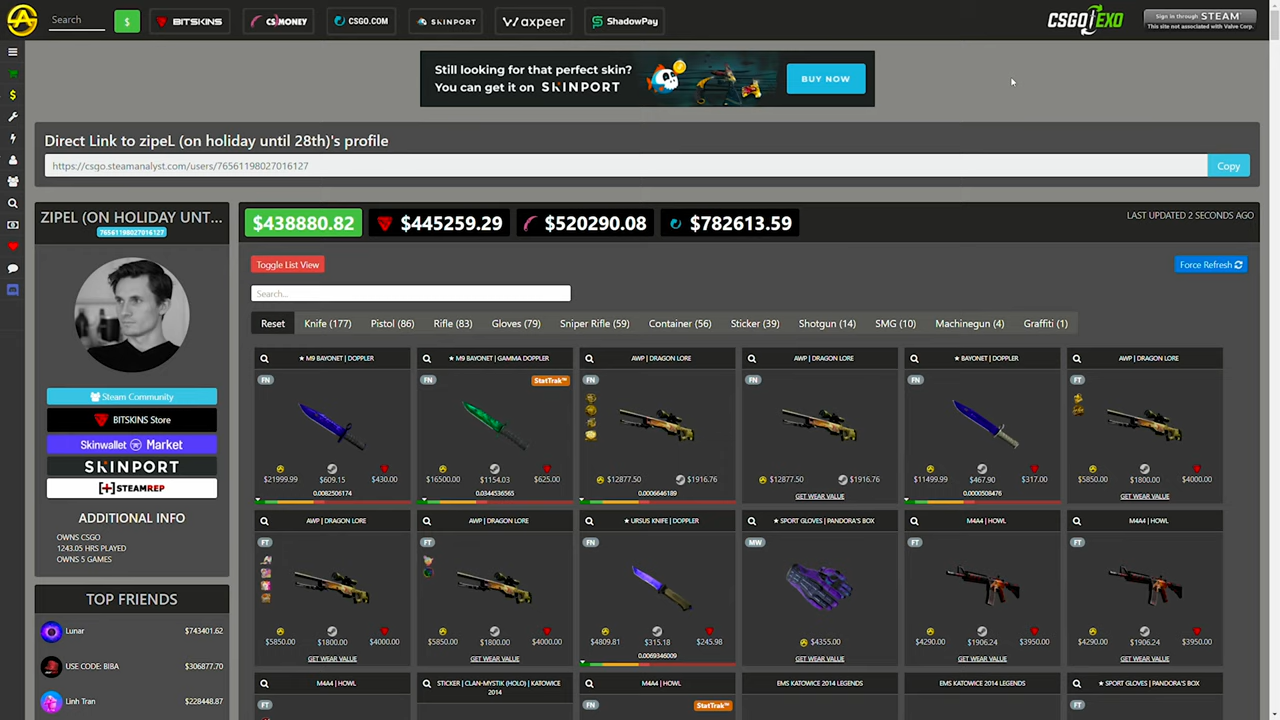 Search
$
BITSKINS
CS.MONEY
CSGO.COM
SKINPORT
waxpeer
ShadowPay
CSGOEXO
Sign in through STEAM
This site not associated with Valve Corp.
Still looking for that perfect skin?
You can get it on SKINPORT
BUY NOW
Direct Link to zipeL (on holiday until 28th)'s profile
https://csgo.steamanalyst.com/users/76561198027016127
Copy
ZIPEL (ON HOLIDAY UNT...
76561198027016127
Steam Community
BITSKINS Store
Skinwallet Market
SKINPORT
STEAMREP
ADDITIONAL INFO
OWNS CSGO
1243.05 HRS PLAYED
OWNS 5 GAMES
TOP FRIENDS
Lunar $743401.62
USE CODE: BIBA $306877.70
Linh Tran $228448.87
$438880.82 $445259.29 $520290.08 $782613.59
LAST UPDATED 2 SECONDS AGO
Toggle List View
Force Refresh
Search...
Reset Knife (177) Pistol (86) Rifle (83) Gloves (79) Sniper Rifle (59) Container (56) Sticker (39) Shotgun (14) SMG (10) Machinegun (4) Graffiti (1)
★ M9 BAYONET | DOPPLER
FN
$21999.99 $609.15 $430.00
0.0082506174
★ M9 BAYONET | GAMMA DOPPLER
FN StatTrak™
$16500.00 $1154.03 $625.00
0.0344536565
AWP | DRAGON LORE
FN
$12877.50 $1916.76
0.0006646189
AWP | DRAGON LORE
FN
$12877.50 $1916.76
GET WEAR VALUE
★ BAYONET | DOPPLER
FN
$11499.99 $467.90 $317.00
0.0000508476
AWP | DRAGON LORE
FT
$5850.00 $1800.00 $4000.00
GET WEAR VALUE
AWP | DRAGON LORE
FT
$5850.00 $1800.00 $4000.00
GET WEAR VALUE
AWP | DRAGON LORE
FT
$5850.00 $1800.00 $4000.00
GET WEAR VALUE
★ URSUS KNIFE | DOPPLER
FN
$4809.81 $315.18 $245.98
0.0069346009
★ SPORT GLOVES | PANDORA'S BOX
MW
$4355.00
GET WEAR VALUE
M4A4 | HOWL
FT
$4290.00 $1906.24 $3950.00
GET WEAR VALUE
M4A4 | HOWL
FT
$4290.00 $1906.24 $3950.00
GET WEAR VALUE
M4A4 | HOWL
FT
STICKER | CLAN-MYSTIK (HOLO) | KATOWICE
2014
M4A4 | HOWL
FN StatTrak™
EMS KATOWICE 2014 LEGENDS
EMS KATOWICE 2014 LEGENDS
★ SPORT GLOVES | PANDORA'S BOX
FT